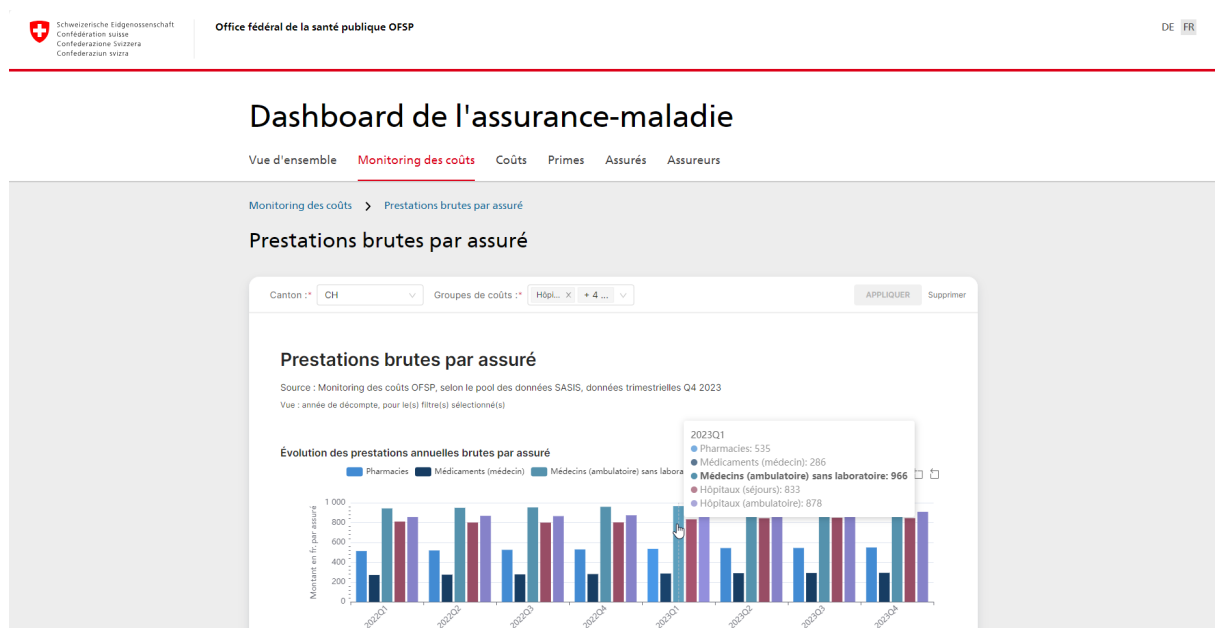 Schweizerische Eidgenossenschaft
Confédération suisse
Confederazione Svizzera
Confederaziun svizra
Office fédéral de la santé publique OFSP
DE FR
Dashboard de l'assurance-maladie
Vue d'ensemble Monitoring des coûts Coûts Primes Assurés Assureurs
Monitoring des coûts > Prestations brutes par assuré
Prestations brutes par assuré
Canton :* CH Groupes de coûts :* Hôpi... × + 4 ... APPLIQUER Supprimer
Prestations brutes par assuré
Source : Monitoring des coûts OFSP, selon le pool des données SASIS, données trimestrielles Q4 2023
Vue : année de décompte, pour le(s) filtre(s) sélectionné(s)
Évolution des prestations annuelles brutes par assuré
Pharmacies Médicaments (médecin) Médecins (ambulatoire) sans labora
2023Q1
Pharmacies: 535
Médicaments (médecin): 286
Médecins (ambulatoire) sans laboratoire: 966
Hôpitaux (séjours): 833
Hôpitaux (ambulatoire): 878
Montant en fr. par assuré
1 000
800
600
400
200
0
2022Q1 2022Q2 2022Q3 2022Q4 2023Q1 2023Q2 2023Q3 2023Q4